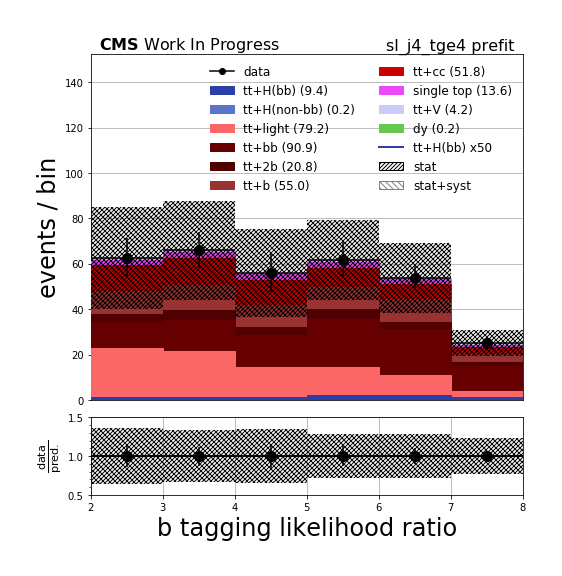 CMS Work In Progress sl_j4_tge4 prefit
data tt+cc (51.8)
tt+H(bb) (9.4) single top (13.6)
tt+H(non-bb) (0.2) tt+V (4.2)
tt+light (79.2) dy (0.2)
tt+bb (90.9) tt+H(bb) x50
tt+2b (20.8) stat
tt+b (55.0) stat+syst
140
120
100
80
60
40
20
0
events / bin
1.5
1.0
0.5
data
pred.
2 3 4 5 6 7 8
b tagging likelihood ratio